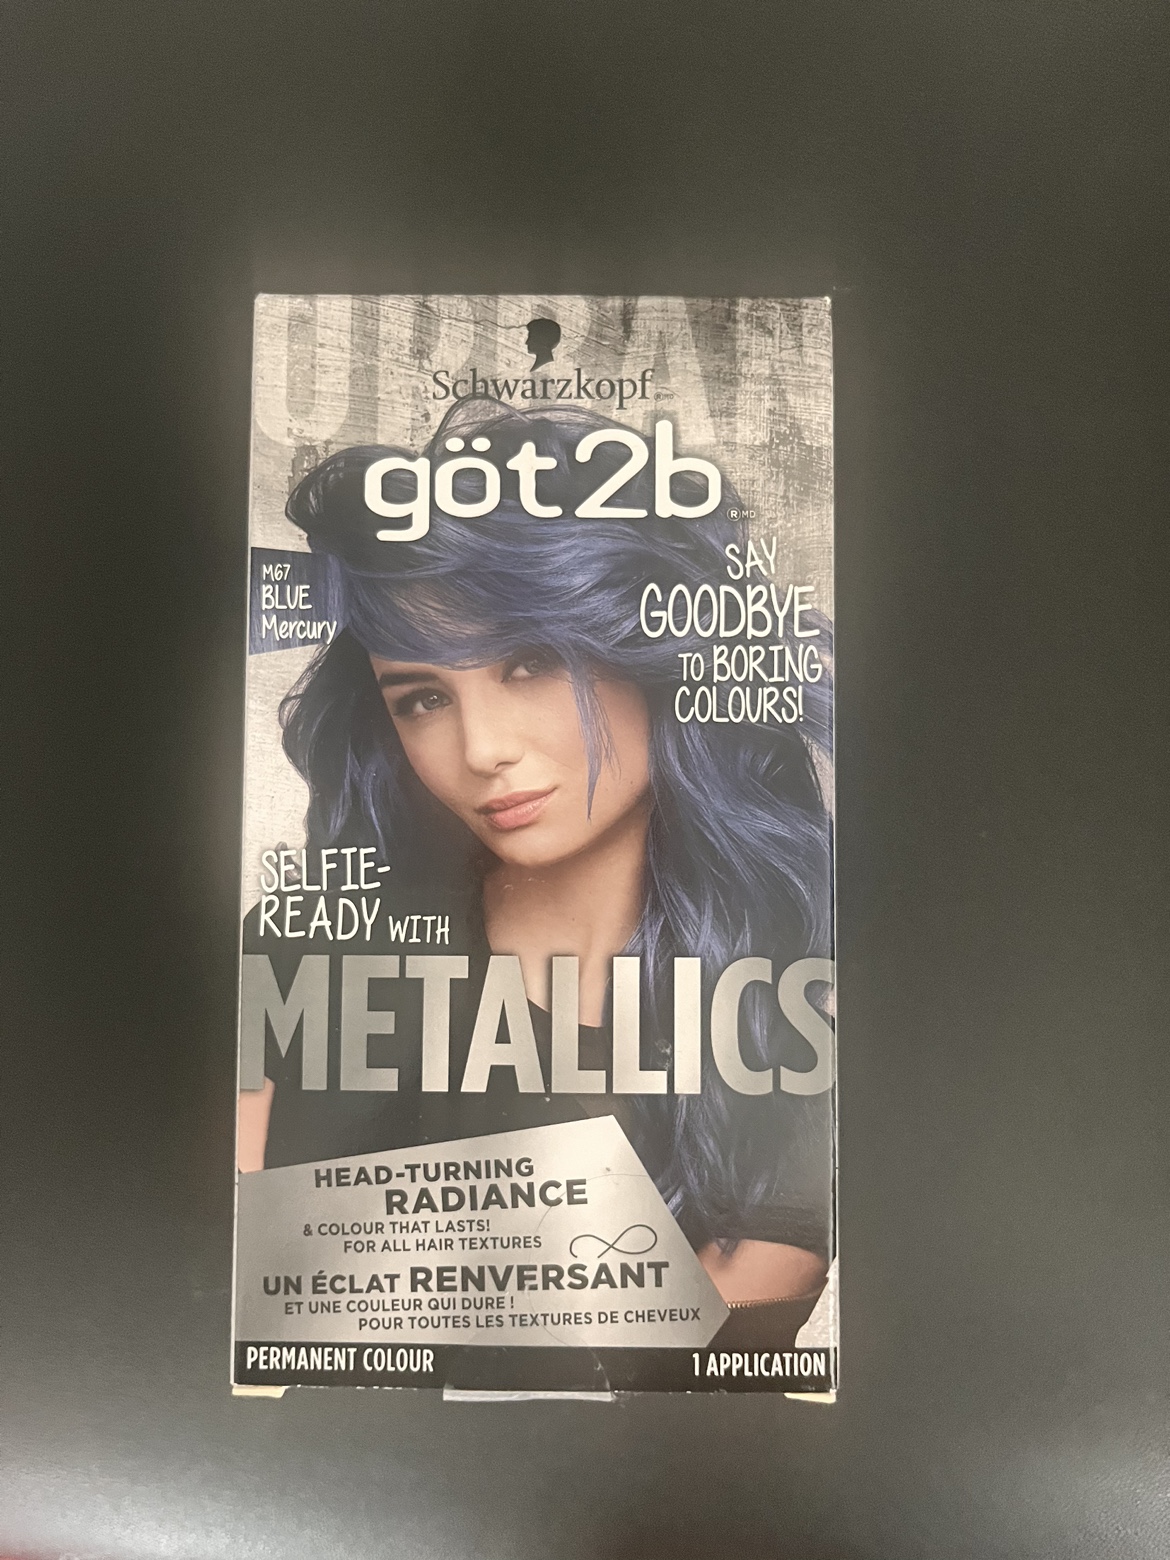 URBAN
Schwarzkopf
göt2b
® MD
M67
BLUE
Mercury
SAY
GOODBYE
TO BORING
COLOURS!
SELFIE-
READY WITH
METALLICS
HEAD-TURNING
RADIANCE
& COLOUR THAT LASTS!
FOR ALL HAIR TEXTURES
UN ÉCLAT RENVERSANT
ET UNE COULEUR QUI DURE !
POUR TOUTES LES TEXTURES DE CHEVEUX
PERMANENT COLOUR
1 APPLICATION